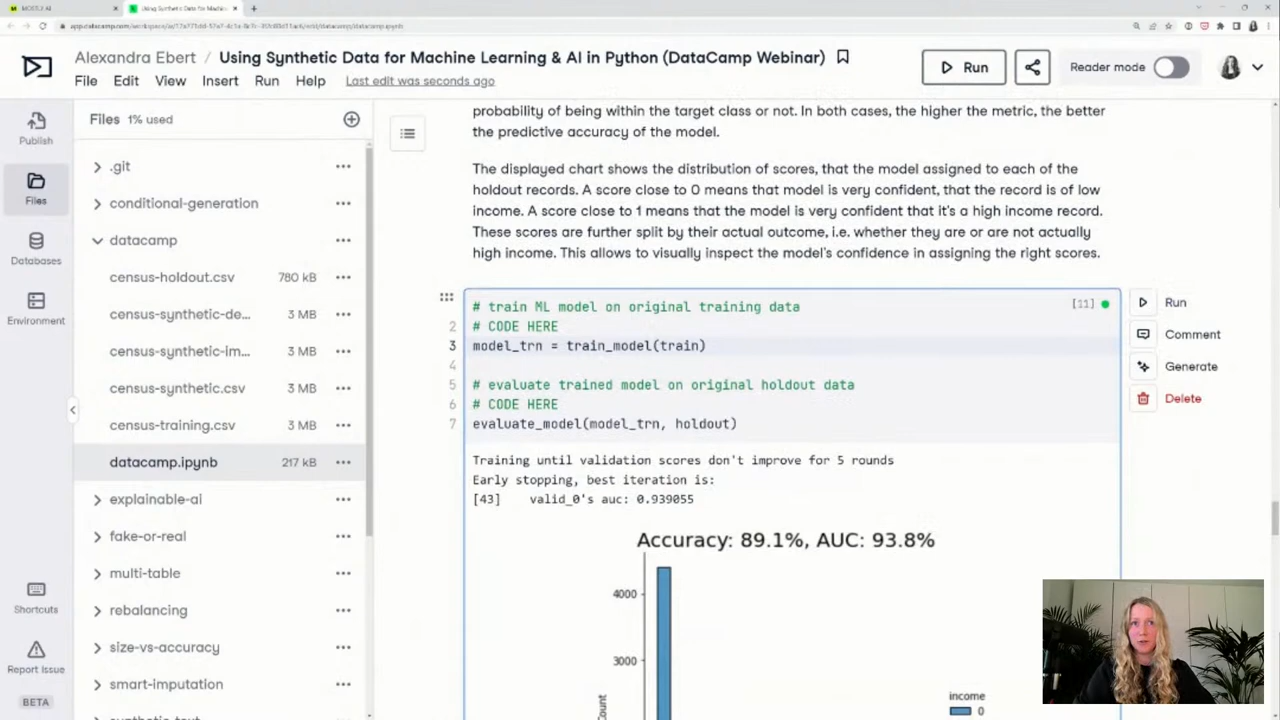 MOSTLY AI
Using Synthetic Data for Machin
Alexandra Ebert / Using Synthetic Data for Machine Learning & AI in Python (DataCamp Webinar)
File Edit View Insert Run Help Last edit was seconds ago
Run
Reader mode
Publish
Files
Databases
Environment
Shortcuts
Report Issue
BETA
Files 1% used
.git
conditional-generation
datacamp
census-holdout.csv 780 kB
census-synthetic-de... 3 MB
census-synthetic-im... 3 MB
census-synthetic.csv 3 MB
census-training.csv 3 MB
datacamp.ipynb 217 kB
explainable-ai
fake-or-real
multi-table
rebalancing
size-vs-accuracy
smart-imputation
probability of being within the target class or not. In both cases, the higher the metric, the better
the predictive accuracy of the model.
The displayed chart shows the distribution of scores, that the model assigned to each of the
holdout records. A score close to 0 means that model is very confident, that the record is of low
income. A score close to 1 means that the model is very confident that it's a high income record.
These scores are further split by their actual outcome, i.e. whether they are or are not actually
high income. This allows to visually inspect the model's confidence in assigning the right scores.
# train ML model on original training data
[11]
2 # CODE HERE
3 model_trn = train_model(train)
4
5 # evaluate trained model on original holdout data
6 # CODE HERE
7 evaluate_model(model_trn, holdout)
Run
Comment
Generate
Delete
Training until validation scores don't improve for 5 rounds
Early stopping, best iteration is:
[43] valid_0's auc: 0.939055
Accuracy: 89.1%, AUC: 93.8%
4000
3000
income
0